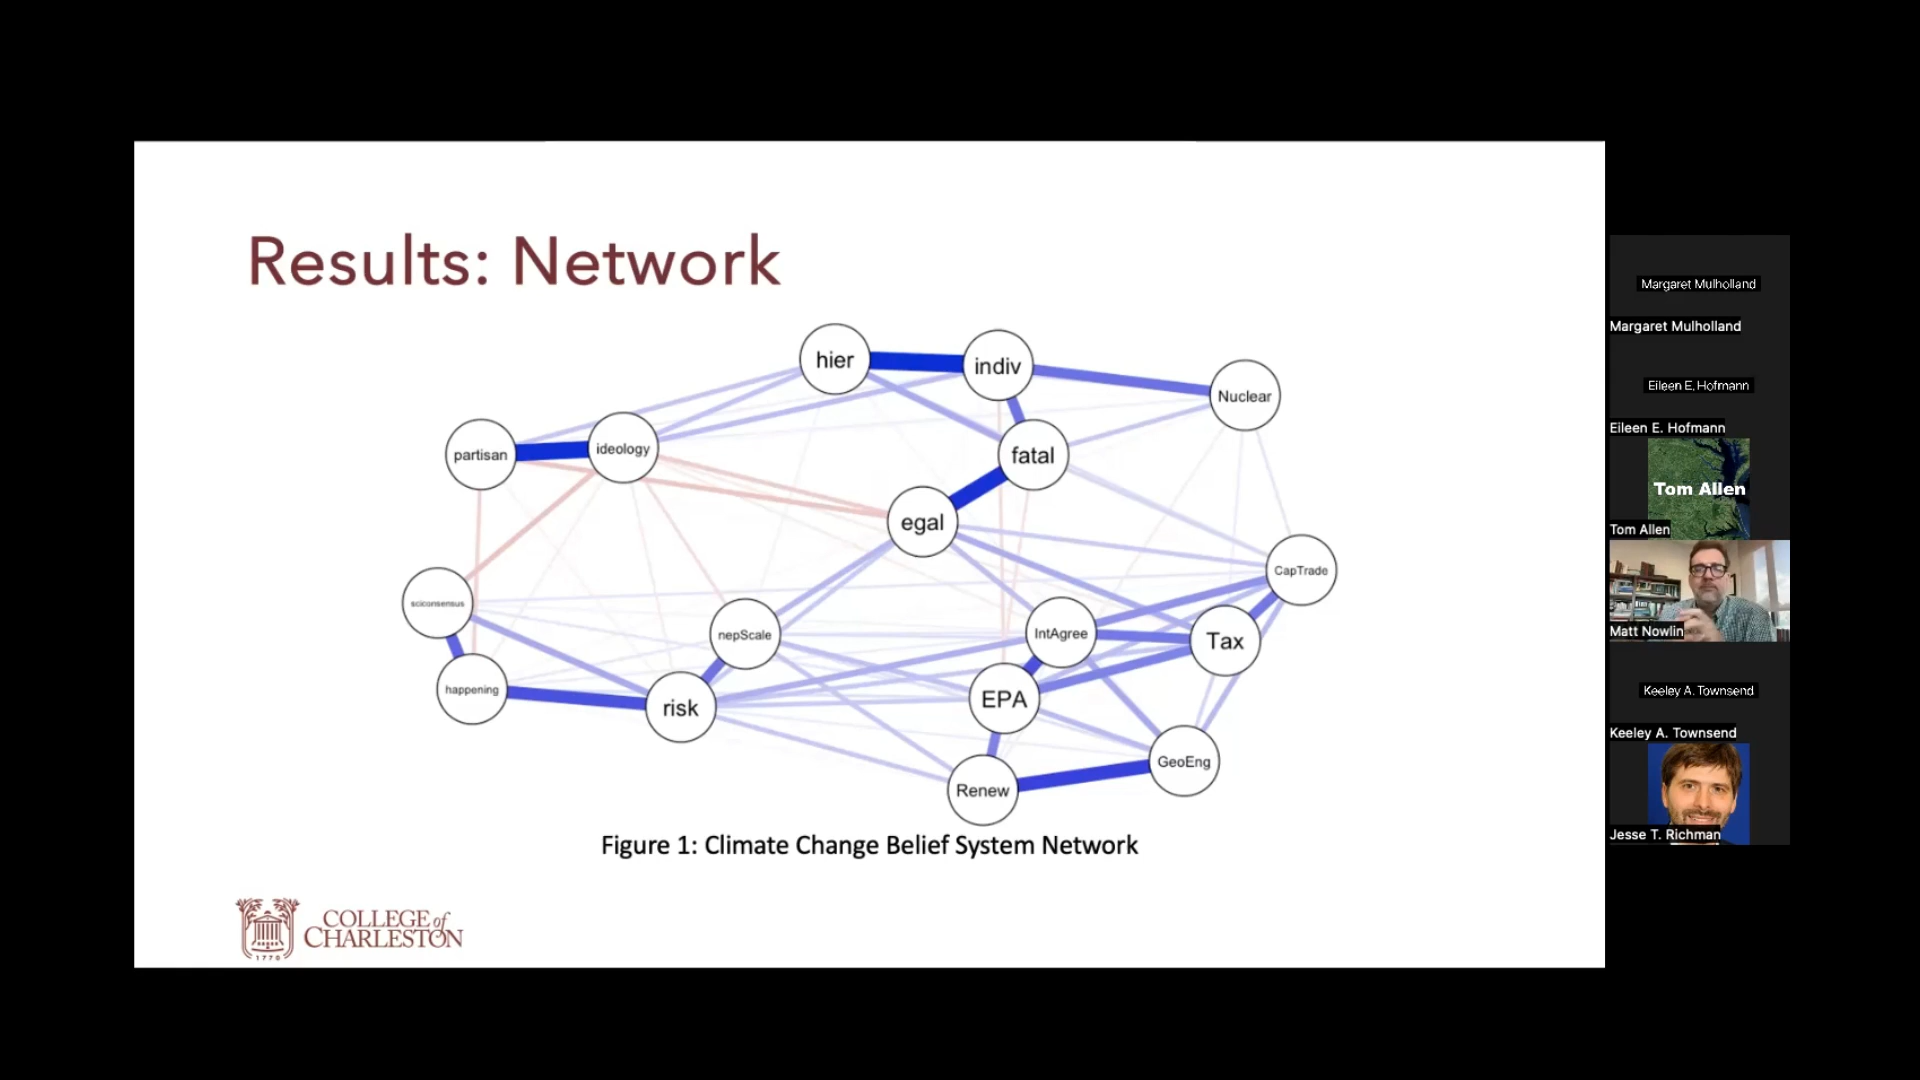 Results: Network
hier
indiv
Nuclear
partisan
ideology
fatal
egal
CapTrade
sciconsensus
nepScale
IntAgree
Tax
happening
risk
EPA
GeoEng
Renew
Figure 1: Climate Change Belief System Network
COLLEGE of
CHARLESTON
1770
Margaret Mulholland
Margaret Mulholland
Eileen E. Hofmann
Eileen E. Hofmann
Tom Allen
Tom Allen
Matt Nowlin
Keeley A. Townsend
Keeley A. Townsend
Jesse T. Richman